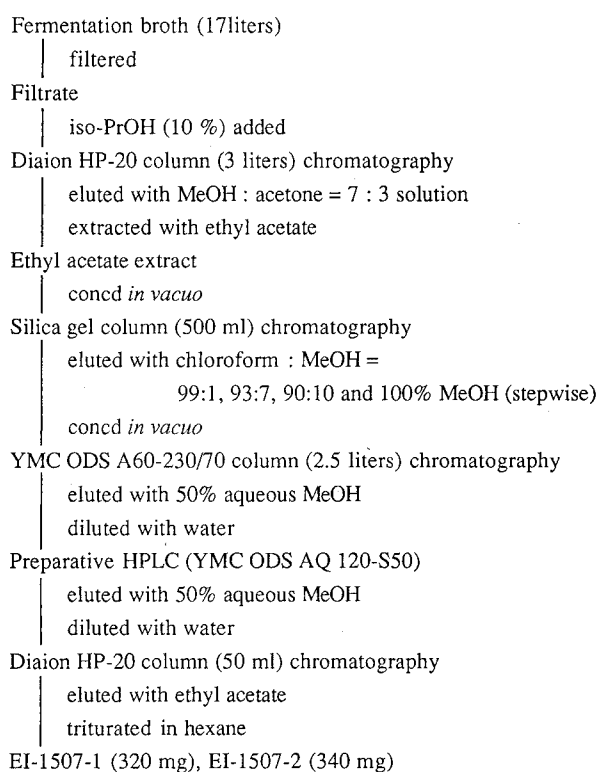 Fermentation broth (17liters)
filtered
Filtrate
iso-PrOH (10 %) added
Diaion HP-20 column (3 liters) chromatography
eluted with MeOH : acetone = 7 : 3 solution
extracted with ethyl acetate
Ethyl acetate extract
concd in vacuo
Silica gel column (500 ml) chromatography
eluted with chloroform : MeOH =
99:1, 93:7, 90:10 and 100% MeOH (stepwise)
concd in vacuo
YMC ODS A60-230/70 column (2.5 liters) chromatography
eluted with 50% aqueous MeOH
diluted with water
Preparative HPLC (YMC ODS AQ 120-S50)
eluted with 50% aqueous MeOH
diluted with water
Diaion HP-20 column (50 ml) chromatography
eluted with ethyl acetate
triturated in hexane
EI-1507-1 (320 mg), EI-1507-2 (340 mg)